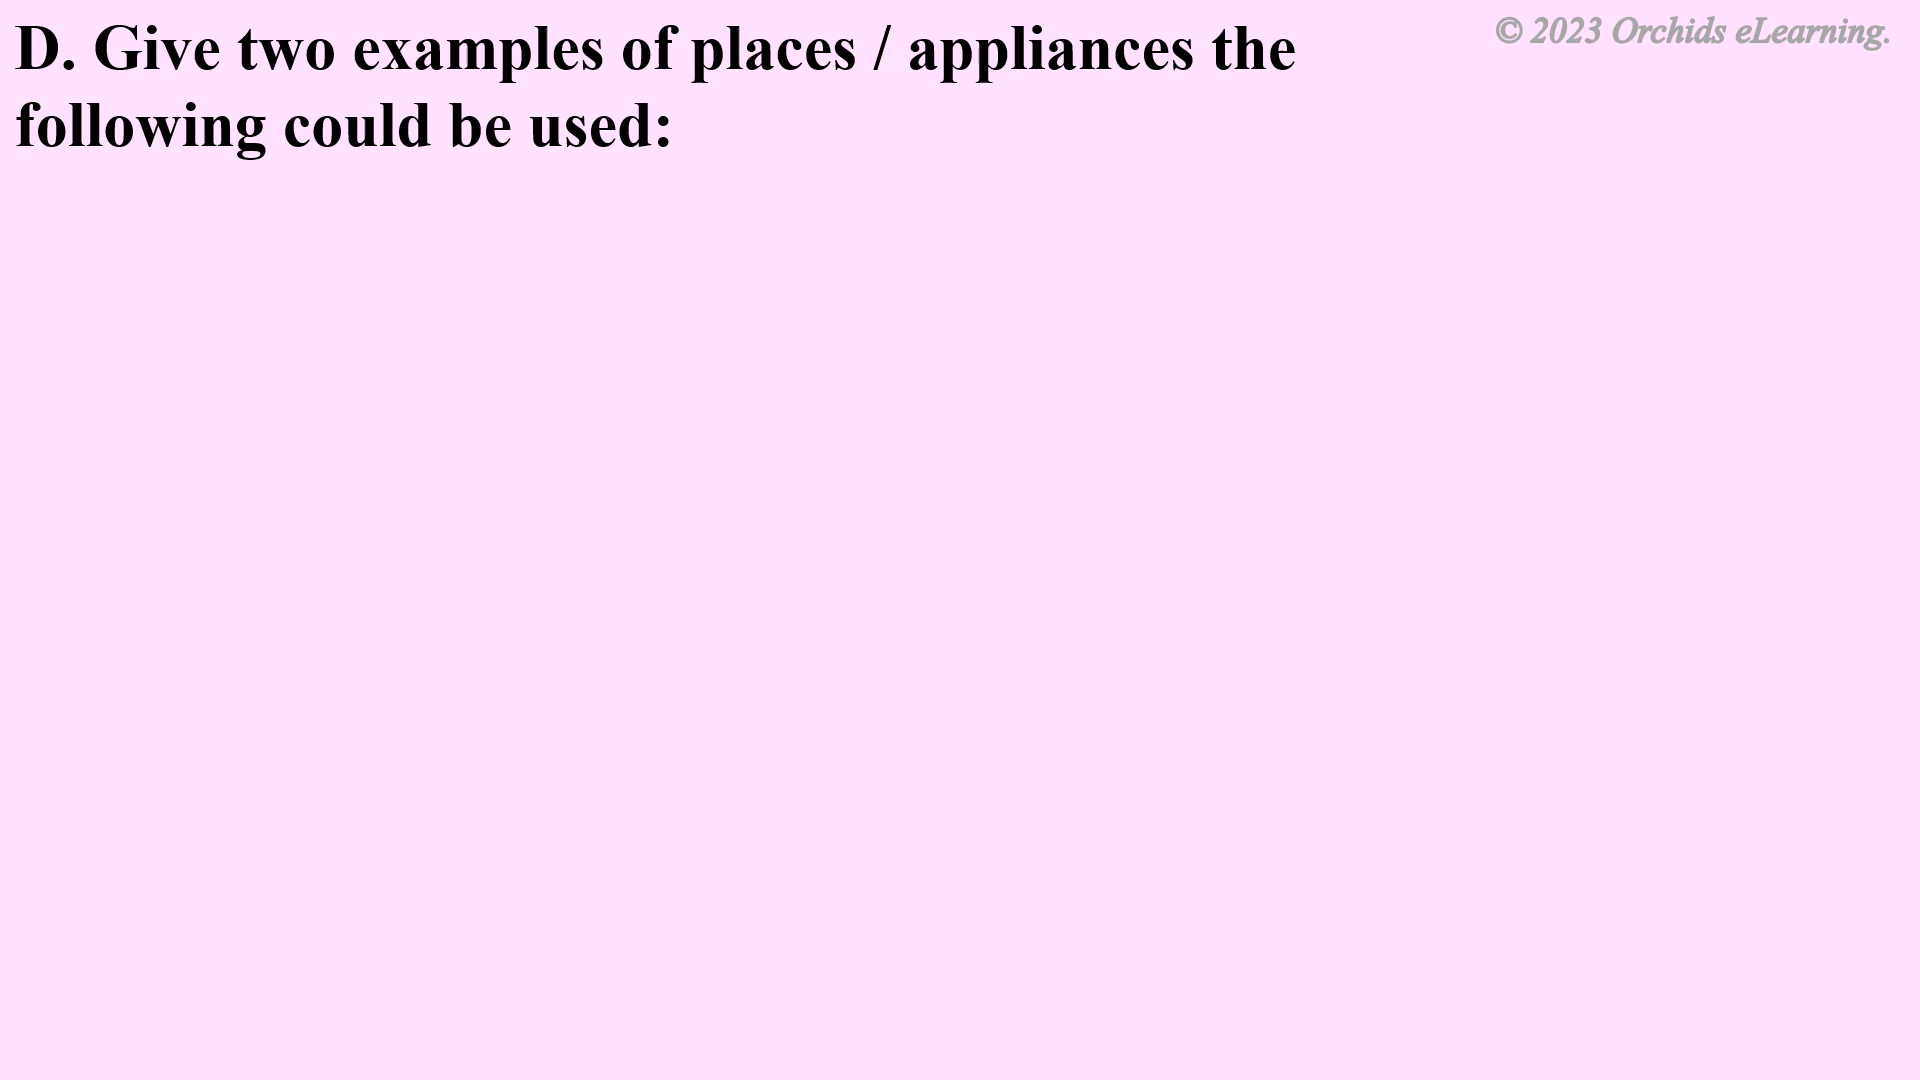 D. Give two examples of places / appliances the
following could be used:
© 2023 Orchids eLearning.